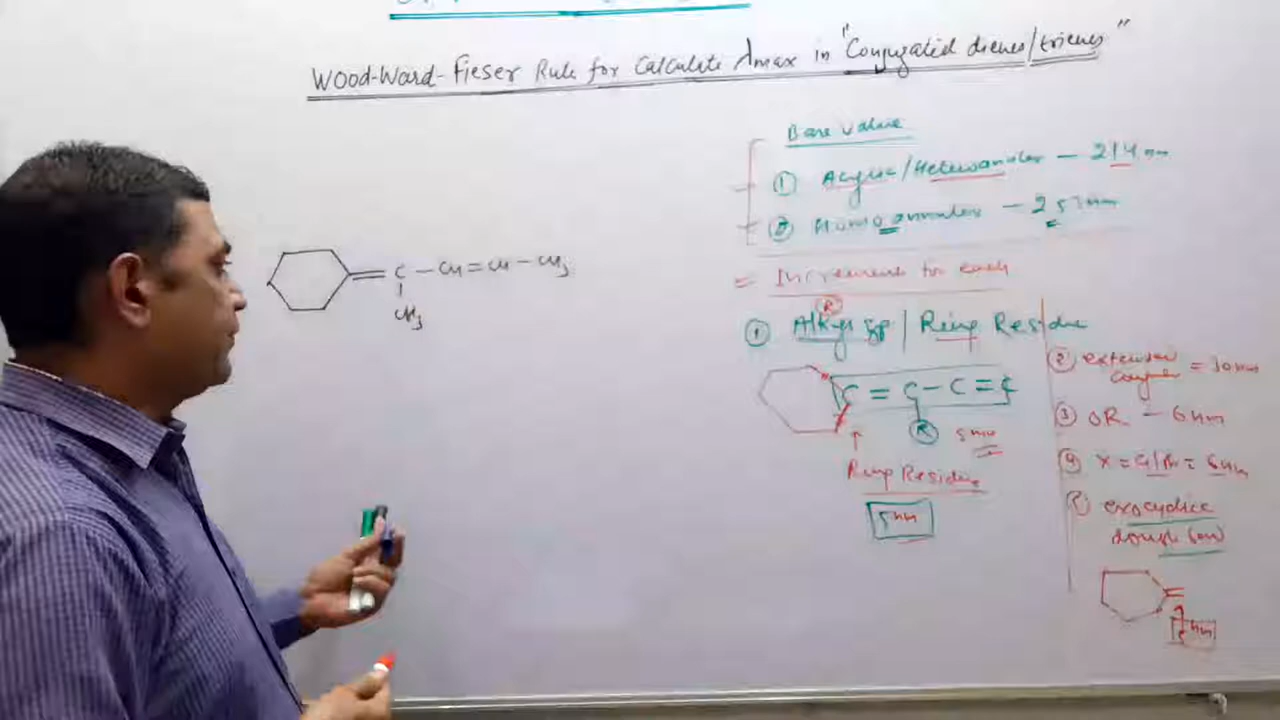 Wood-Ward-Fieser Rule for Calculate λmax in "Conjugated dienes/trienes"
Base value
① Acyclic/Heteroannular — 214 nm
② Homoannular — 253 nm
= Increment for each
R
① Alkyl gp | Ring Residue
C = C - C = C
R 5 nm
Ring Residue
5 nm
② extended = 30 nm
③ OR — 6 nm
④ X = Cl/Br = 5 nm
exocyclic
double bond
5 nm
C - CH = CH - CH3
CH3